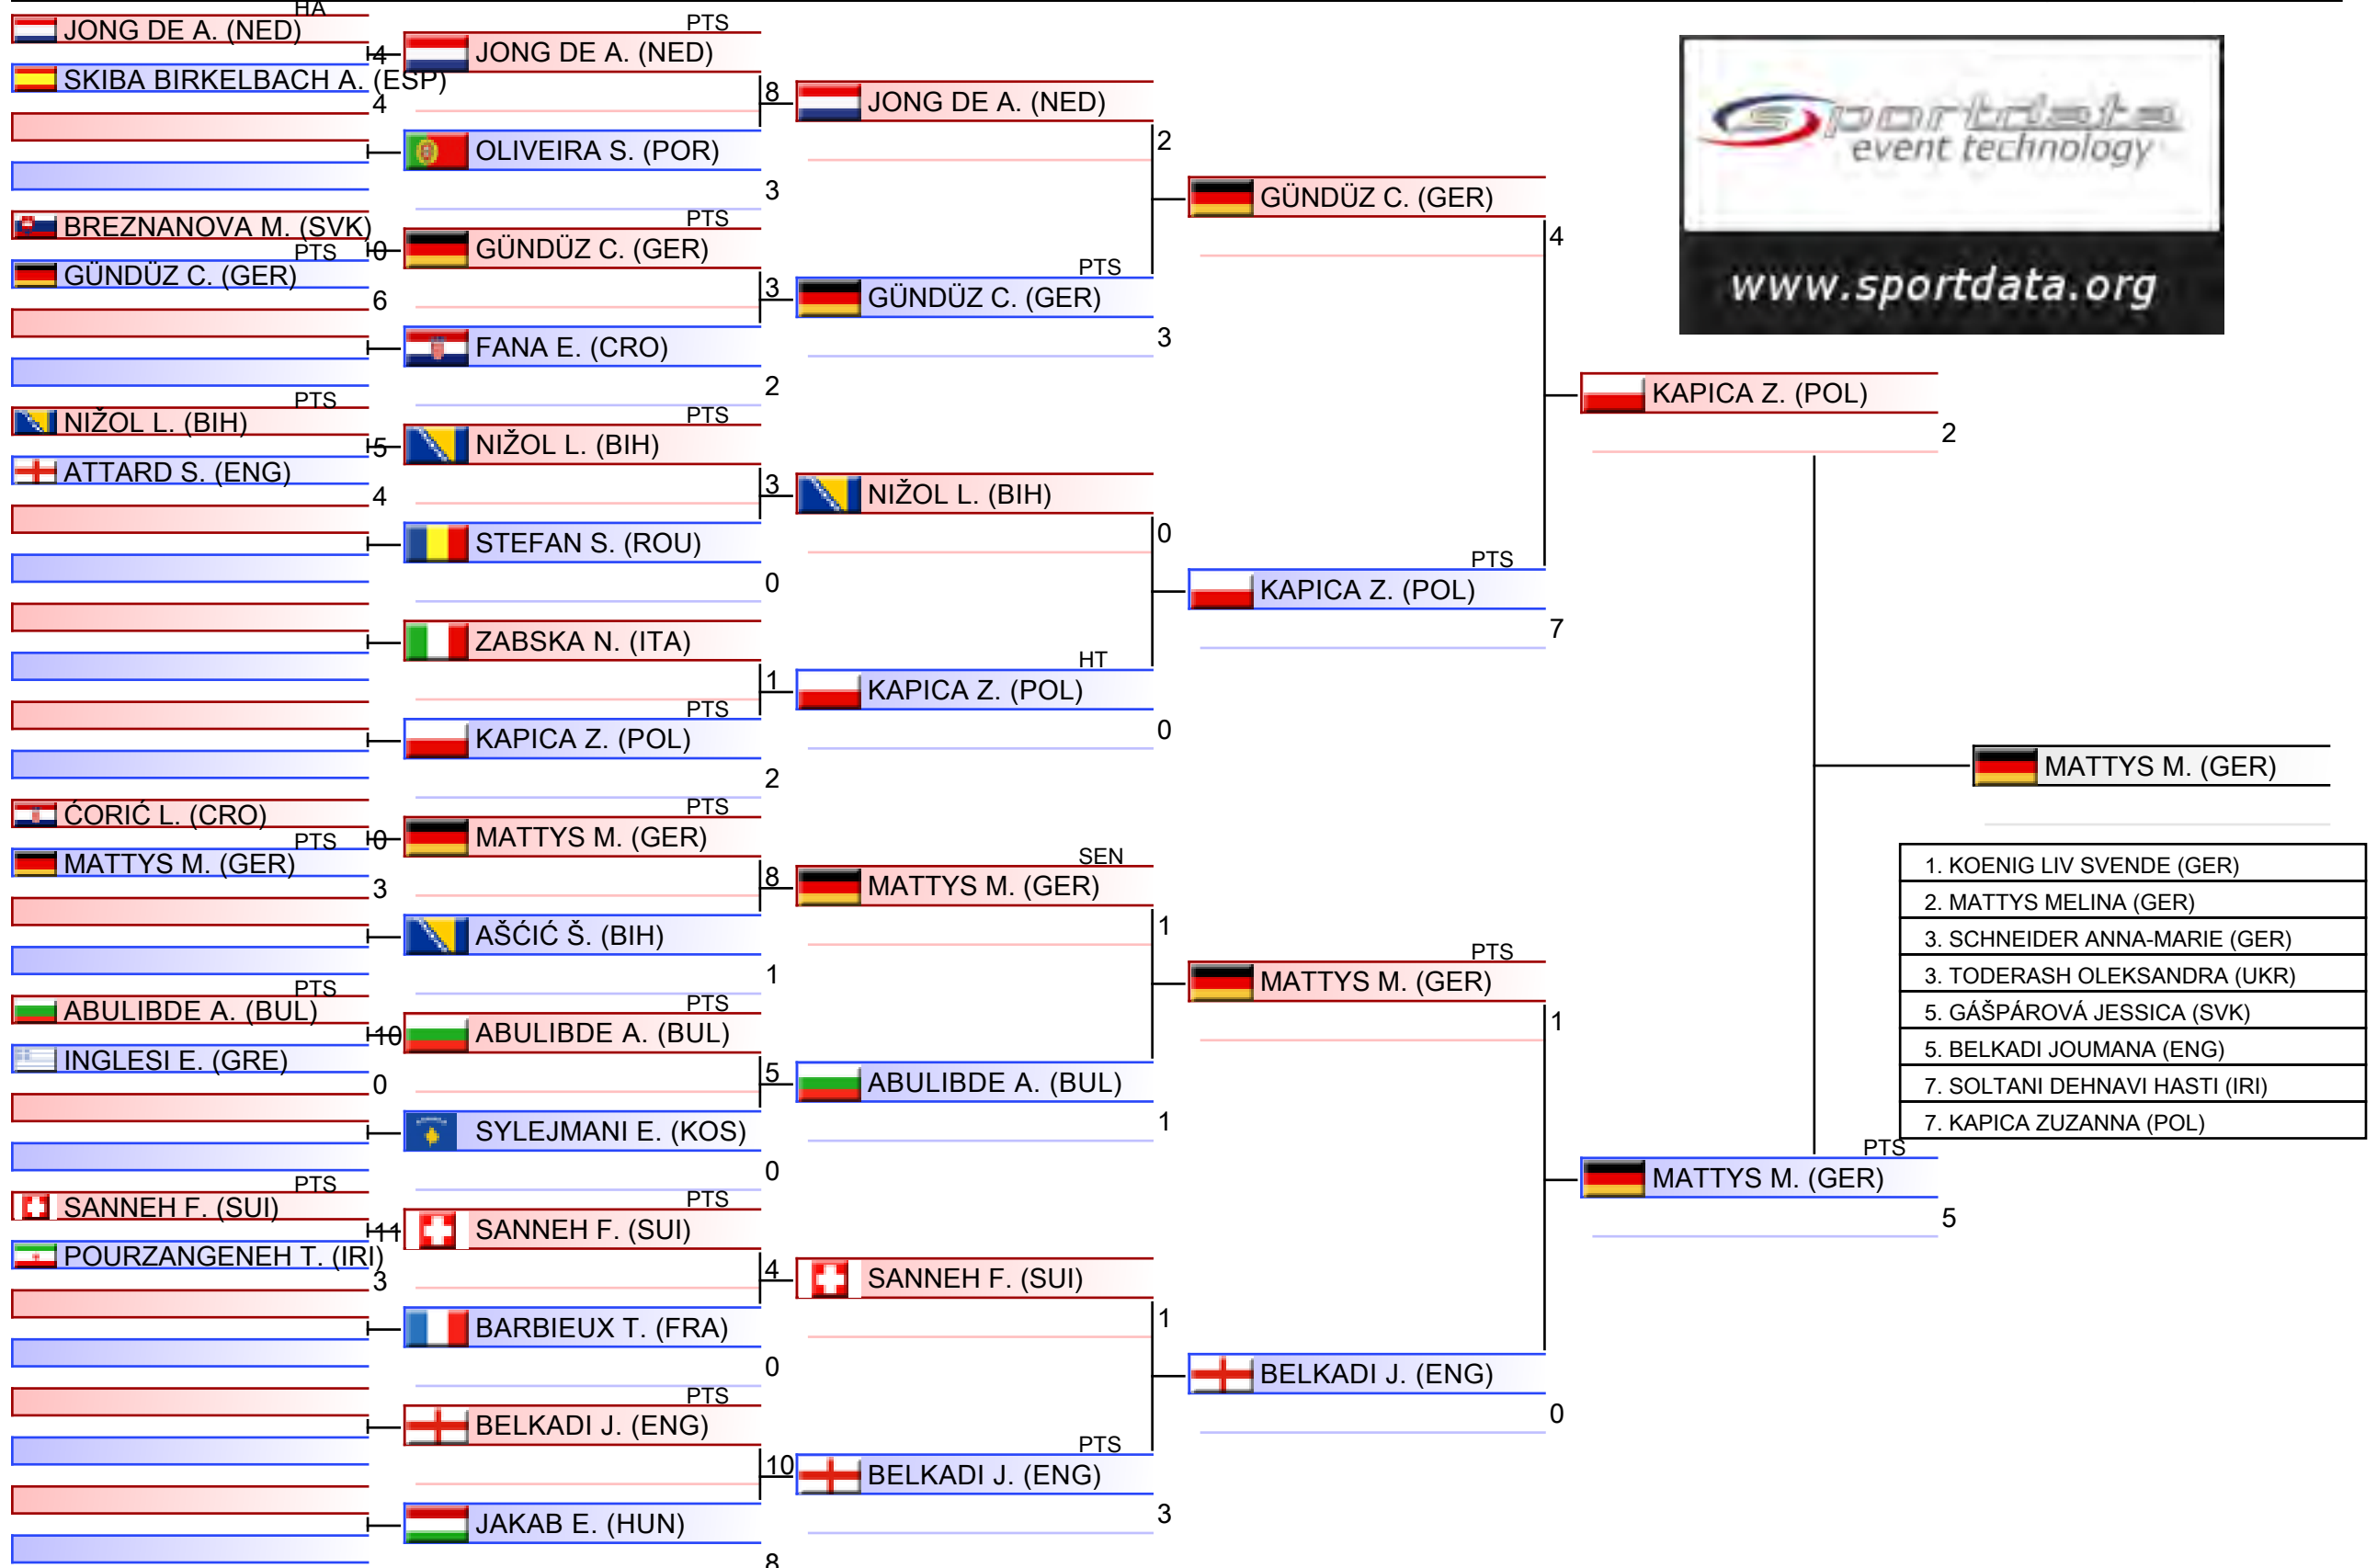 HA
JONG DE A. (NED)
4
SKIBA BIRKELBACH A. (ESP)
4
BREZNANOVA M. (SVK)
0
PTS
GÜNDÜZ C. (GER)
6
PTS
NIŽOL L. (BIH)
5
ATTARD S. (ENG)
4
ĆORIĆ L. (CRO)
0
PTS
MATTYS M. (GER)
3
PTS
ABULIBDE A. (BUL)
10
INGLESI E. (GRE)
0
PTS
SANNEH F. (SUI)
11
POURZANGENEH T. (IRI)
3
PTS
JONG DE A. (NED)
8
OLIVEIRA S. (POR)
3
PTS
GÜNDÜZ C. (GER)
3
FANA E. (CRO)
2
PTS
NIŽOL L. (BIH)
3
STEFAN S. (ROU)
0
ZABSKA N. (ITA)
1
PTS
KAPICA Z. (POL)
2
PTS
MATTYS M. (GER)
8
AŠĆIĆ Š. (BIH)
1
PTS
ABULIBDE A. (BUL)
5
SYLEJMANI E. (KOS)
0
PTS
SANNEH F. (SUI)
4
BARBIEUX T. (FRA)
0
PTS
BELKADI J. (ENG)
10
JAKAB E. (HUN)
8
JONG DE A. (NED)
2
PTS
GÜNDÜZ C. (GER)
3
NIŽOL L. (BIH)
0
HT
KAPICA Z. (POL)
0
SEN
MATTYS M. (GER)
1
ABULIBDE A. (BUL)
1
SANNEH F. (SUI)
1
PTS
BELKADI J. (ENG)
3
GÜNDÜZ C. (GER)
4
PTS
KAPICA Z. (POL)
7
PTS
MATTYS M. (GER)
1
BELKADI J. (ENG)
0
KAPICA Z. (POL)
2
PTS
MATTYS M. (GER)
5
MATTYS M. (GER)
sportdata
event technology
www.sportdata.org
1. KOENIG LIV SVENDE (GER)
2. MATTYS MELINA (GER)
3. SCHNEIDER ANNA-MARIE (GER)
3. TODERASH OLEKSANDRA (UKR)
5. GÁŠPÁROVÁ JESSICA (SVK)
5. BELKADI JOUMANA (ENG)
7. SOLTANI DEHNAVI HASTI (IRI)
7. KAPICA ZUZANNA (POL)